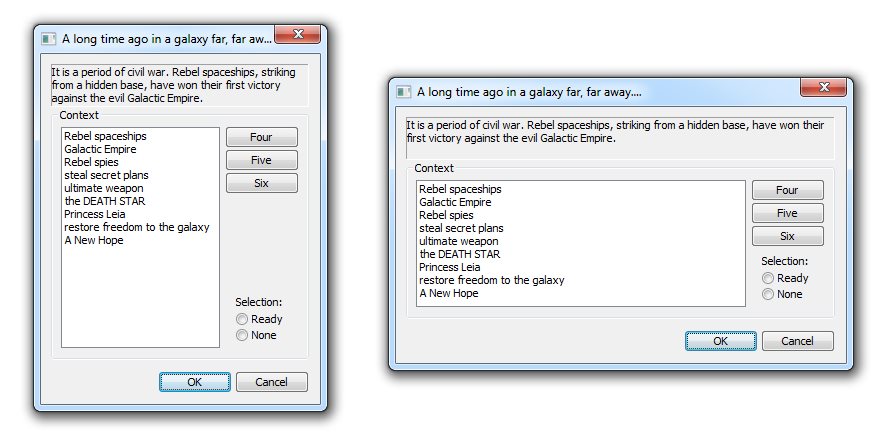 A long time ago in a galaxy far, far aw...
It is a period of civil war. Rebel spaceships, striking
from a hidden base, have won their first victory
against the evil Galactic Empire.
Context
Rebel spaceships
Galactic Empire
Rebel spies
steal secret plans
ultimate weapon
the DEATH STAR
Princess Leia
restore freedom to the galaxy
A New Hope
Four
Five
Six
Selection:
Ready
None
OK
Cancel
A long time ago in a galaxy far, far away....
It is a period of civil war. Rebel spaceships, striking from a hidden base, have won their
first victory against the evil Galactic Empire.
Context
Rebel spaceships
Galactic Empire
Rebel spies
steal secret plans
ultimate weapon
the DEATH STAR
Princess Leia
restore freedom to the galaxy
A New Hope
Four
Five
Six
Selection:
Ready
None
OK
Cancel